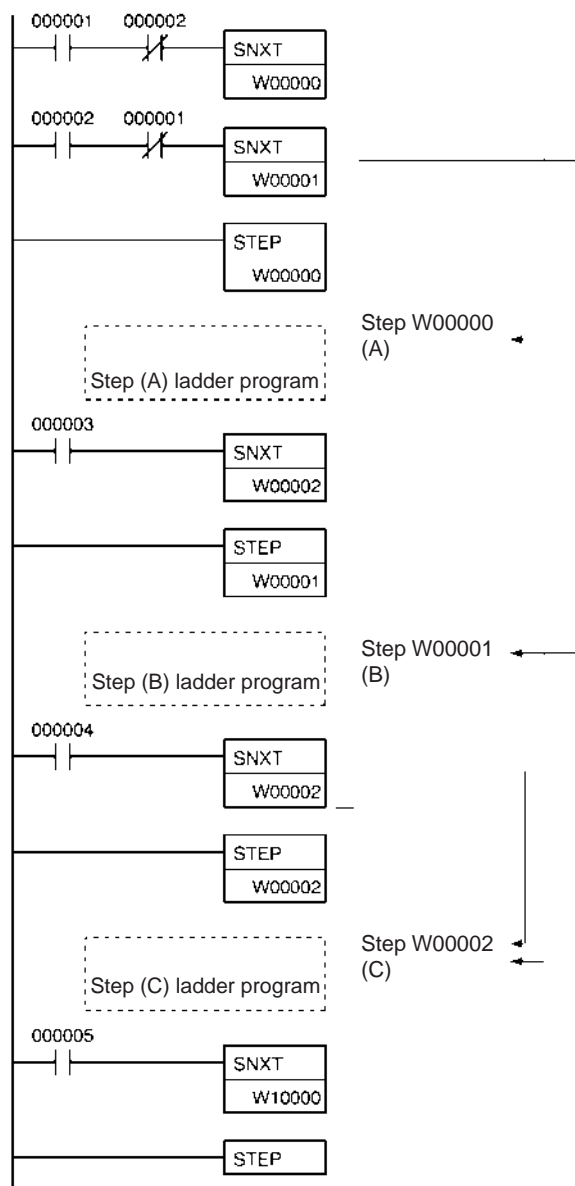 000001 000002
SNXT
W00000
000002 000001
SNXT
W00001
STEP
W00000
Step W00000
(A)
Step (A) ladder program
000003
SNXT
W00002
STEP
W00001
Step W00001
(B)
Step (B) ladder program
000004
SNXT
W00002
STEP
W00002
Step W00002
(C)
Step (C) ladder program
000005
SNXT
W10000
STEP